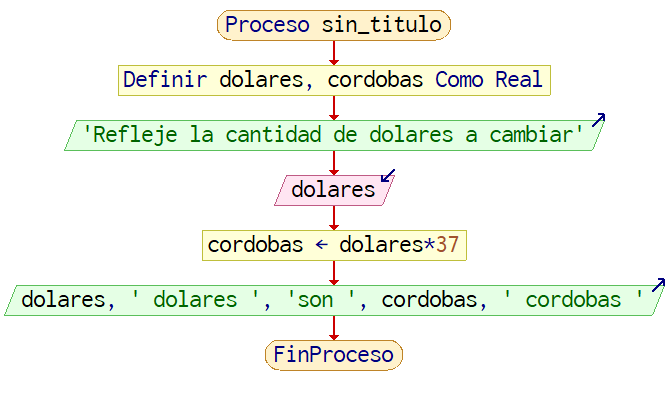 Proceso sin_titulo
Definir dolares, cordobas Como Real
'Refleje la cantidad de dolares a cambiar'
dolares
cordobas ← dolares*37
dolares, ' dolares ', 'son ', cordobas, ' cordobas '
FinProceso